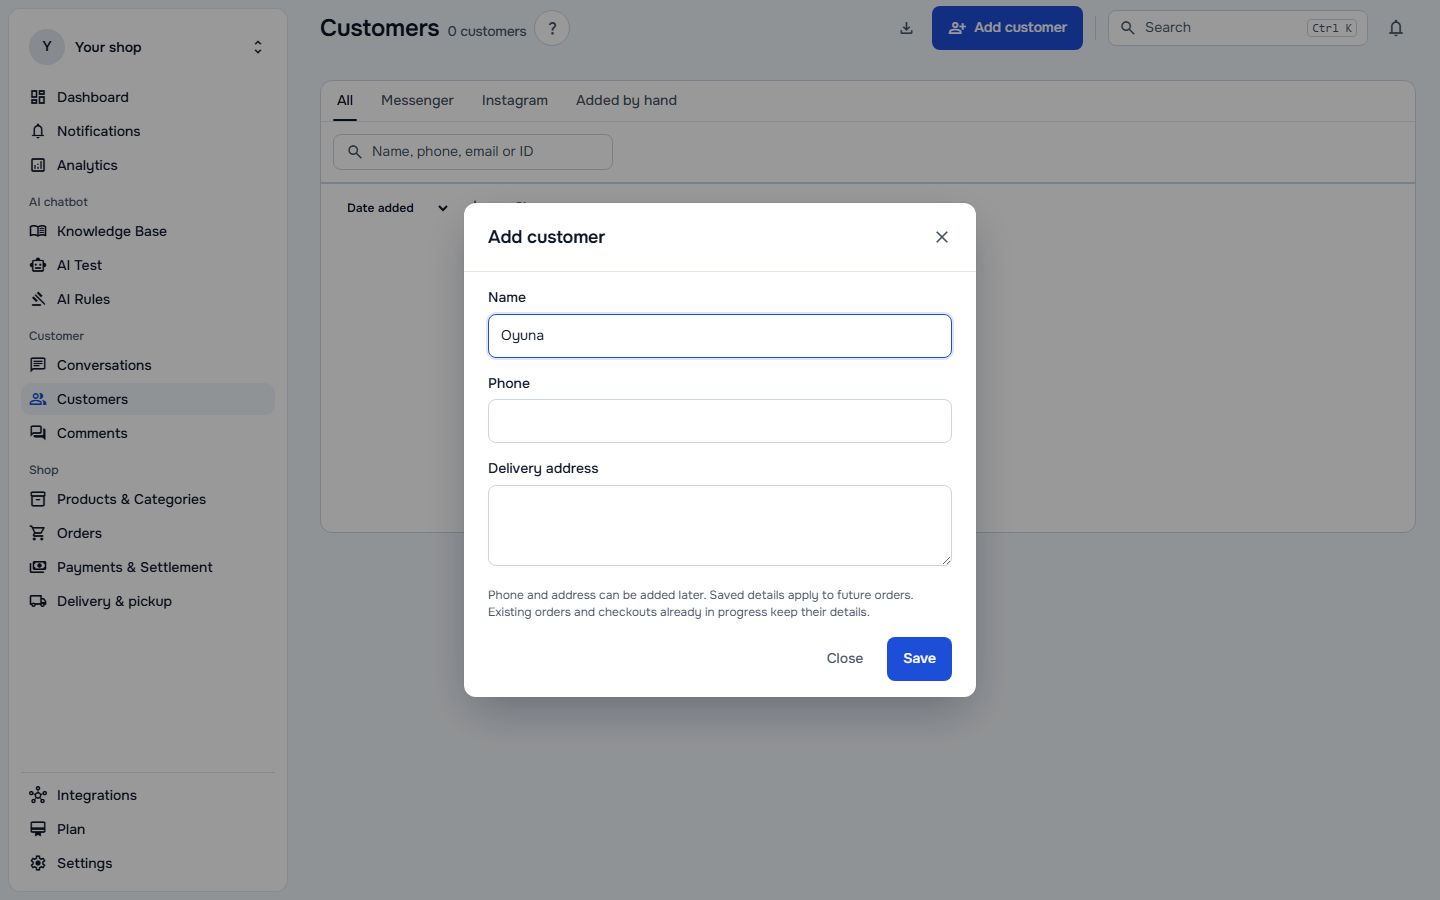 Y
Your shop
Dashboard
Notifications
Analytics
AI chatbot
Knowledge Base
AI Test
AI Rules
Customer
Conversations
Customers
Comments
Shop
Products & Categories
Orders
Payments & Settlement
Delivery & pickup
Integrations
Plan
Settings
Customers 0 customers ?
Add customer
Search Ctrl K
All Messenger Instagram Added by hand
Name, phone, email or ID
Date added
Add customer
Name
Oyuna
Phone
Delivery address
Phone and address can be added later. Saved details apply to future orders.
Existing orders and checkouts already in progress keep their details.
Close Save